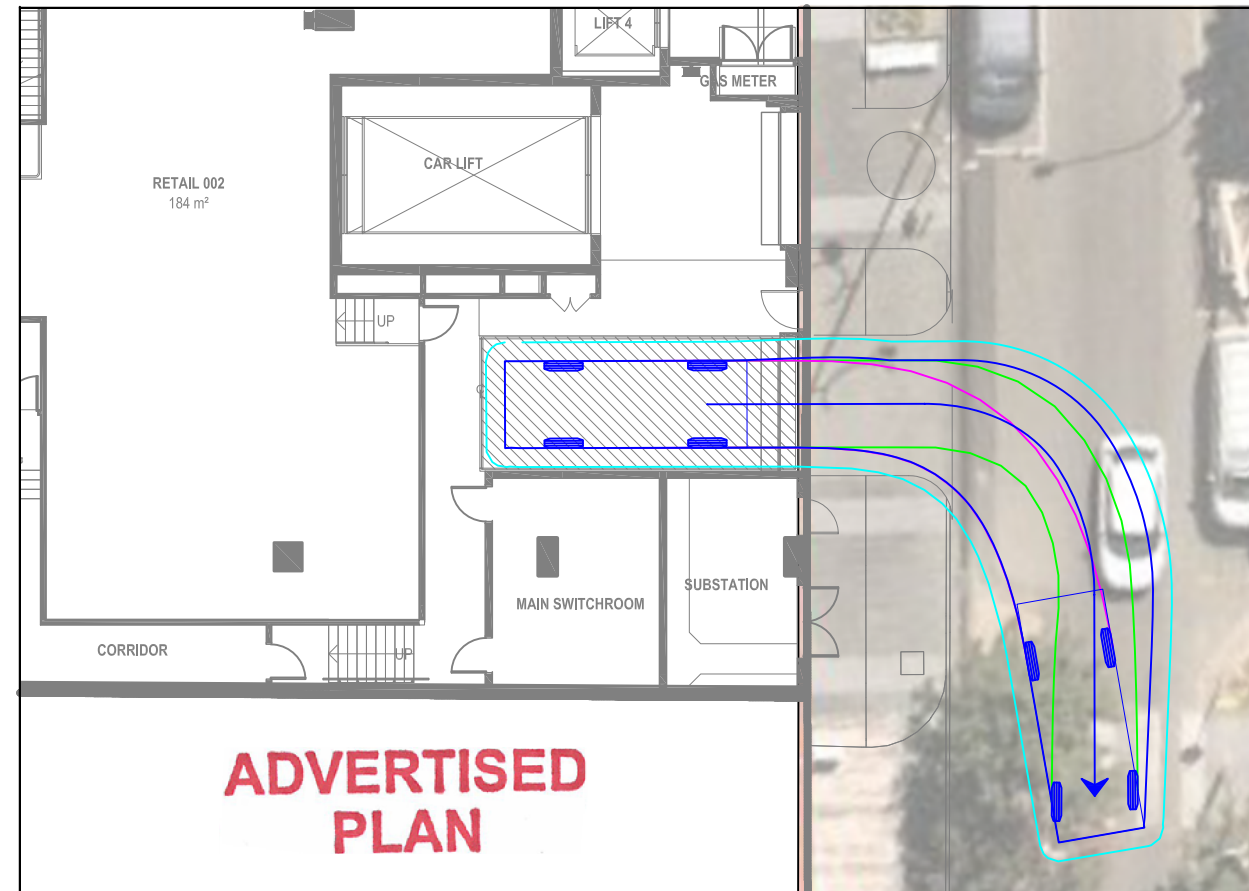 LIFT 4
GAS METER
CAR LIFT
RETAIL 002
184 m²
UP
MAIN SWITCHROOM
SUBSTATION
CORRIDOR
UP
ADVERTISED
PLAN